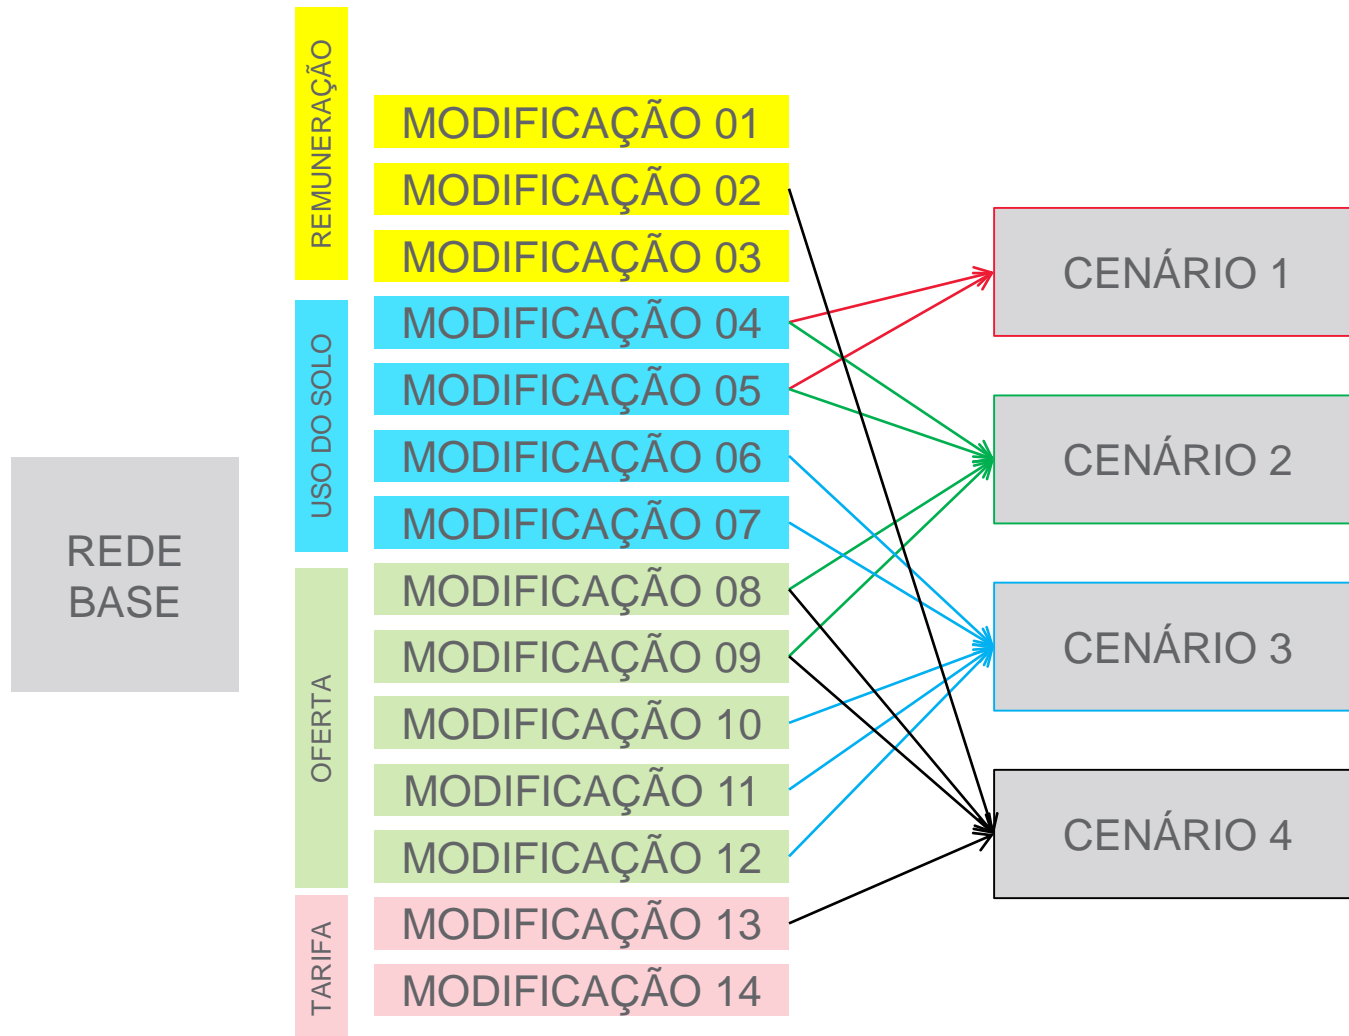 REDE
BASE
REMUNERAÇÃO
MODIFICAÇÃO 01
MODIFICAÇÃO 02
MODIFICAÇÃO 03
USO DO SOLO
MODIFICAÇÃO 04
MODIFICAÇÃO 05
MODIFICAÇÃO 06
MODIFICAÇÃO 07
OFERTA
MODIFICAÇÃO 08
MODIFICAÇÃO 09
MODIFICAÇÃO 10
MODIFICAÇÃO 11
MODIFICAÇÃO 12
TARIFA
MODIFICAÇÃO 13
MODIFICAÇÃO 14
CENÁRIO 1
CENÁRIO 2
CENÁRIO 3
CENÁRIO 4